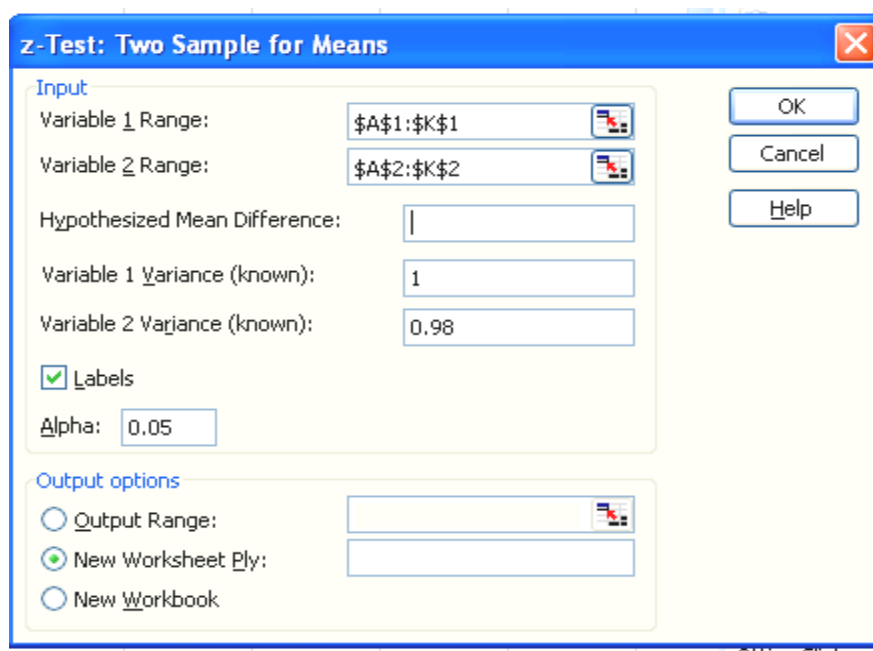 z-Test: Two Sample for Means
Input
Variable 1 Range: $A$1:$K$1
Variable 2 Range: $A$2:$K$2
Hypothesized Mean Difference:
Variable 1 Variance (known): 1
Variable 2 Variance (known): 0.98
Labels
Alpha: 0.05
OK
Cancel
Help
Output options
Output Range:
New Worksheet Ply:
New Workbook